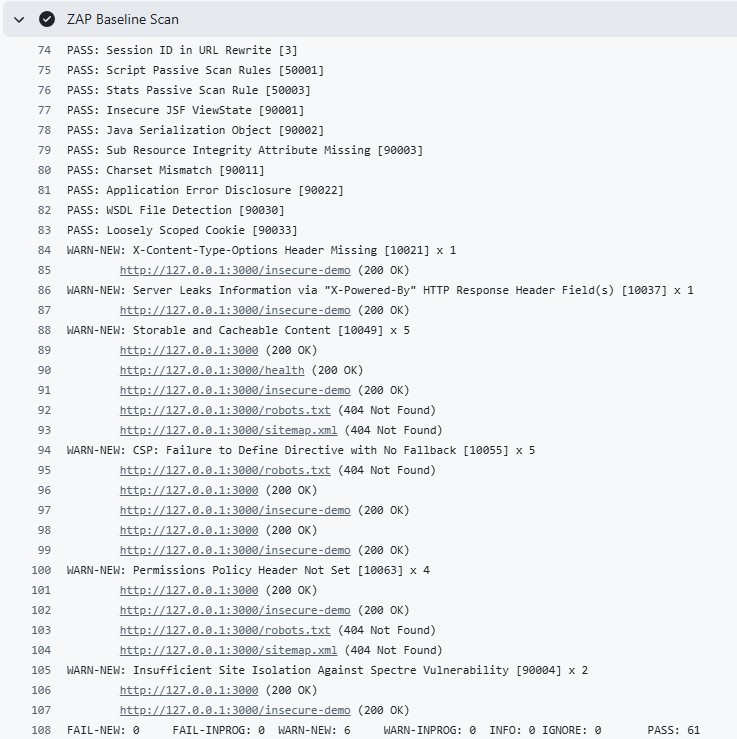 ZAP Baseline Scan
74 PASS: Session ID in URL Rewrite [3]
75 PASS: Script Passive Scan Rules [50001]
76 PASS: Stats Passive Scan Rule [50003]
77 PASS: Insecure JSF ViewState [90001]
78 PASS: Java Serialization Object [90002]
79 PASS: Sub Resource Integrity Attribute Missing [90003]
80 PASS: Charset Mismatch [90011]
81 PASS: Application Error Disclosure [90022]
82 PASS: WSDL File Detection [90030]
83 PASS: Loosely Scoped Cookie [90033]
84 WARN-NEW: X-Content-Type-Options Header Missing [10021] x 1
85 http://127.0.0.1:3000/insecure-demo (200 OK)
86 WARN-NEW: Server Leaks Information via "X-Powered-By" HTTP Response Header Field(s) [10037] x 1
87 http://127.0.0.1:3000/insecure-demo (200 OK)
88 WARN-NEW: Storable and Cacheable Content [10049] x 5
89 http://127.0.0.1:3000 (200 OK)
90 http://127.0.0.1:3000/health (200 OK)
91 http://127.0.0.1:3000/insecure-demo (200 OK)
92 http://127.0.0.1:3000/robots.txt (404 Not Found)
93 http://127.0.0.1:3000/sitemap.xml (404 Not Found)
94 WARN-NEW: CSP: Failure to Define Directive with No Fallback [10055] x 5
95 http://127.0.0.1:3000/robots.txt (404 Not Found)
96 http://127.0.0.1:3000 (200 OK)
97 http://127.0.0.1:3000/insecure-demo (200 OK)
98 http://127.0.0.1:3000 (200 OK)
99 http://127.0.0.1:3000/insecure-demo (200 OK)
100 WARN-NEW: Permissions Policy Header Not Set [10063] x 4
101 http://127.0.0.1:3000 (200 OK)
102 http://127.0.0.1:3000/insecure-demo (200 OK)
103 http://127.0.0.1:3000/robots.txt (404 Not Found)
104 http://127.0.0.1:3000/sitemap.xml (404 Not Found)
105 WARN-NEW: Insufficient Site Isolation Against Spectre Vulnerability [90004] x 2
106 http://127.0.0.1:3000 (200 OK)
107 http://127.0.0.1:3000/insecure-demo (200 OK)
108 FAIL-NEW: 0 FAIL-INPROG: 0 WARN-NEW: 6 WARN-INPROG: 0 INFO: 0 IGNORE: 0 PASS: 61